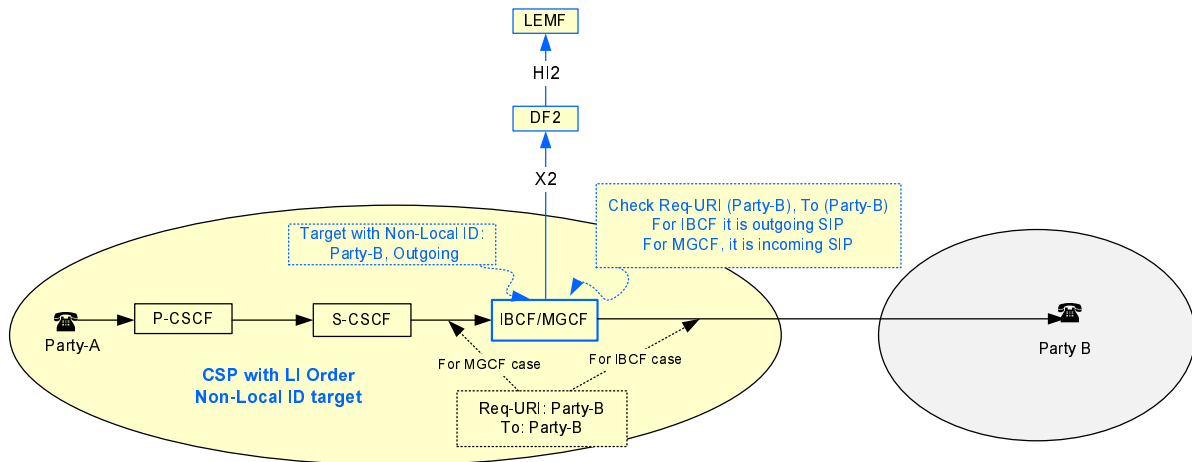 LEMF
HI2
DF2
X2
Check Req-URI (Party-B), To (Party-B)
For IBCF it is outgoing SIP
For MGCF, it is incoming SIP
Target with Non-Local ID:
Party-B, Outgoing
P-CSCF
S-CSCF
IBCF/MGCF
Party-A
Party B
For MGCF case
For IBCF case
CSP with LI Order
Non-Local ID target
Req-URI: Party-B
To: Party-B